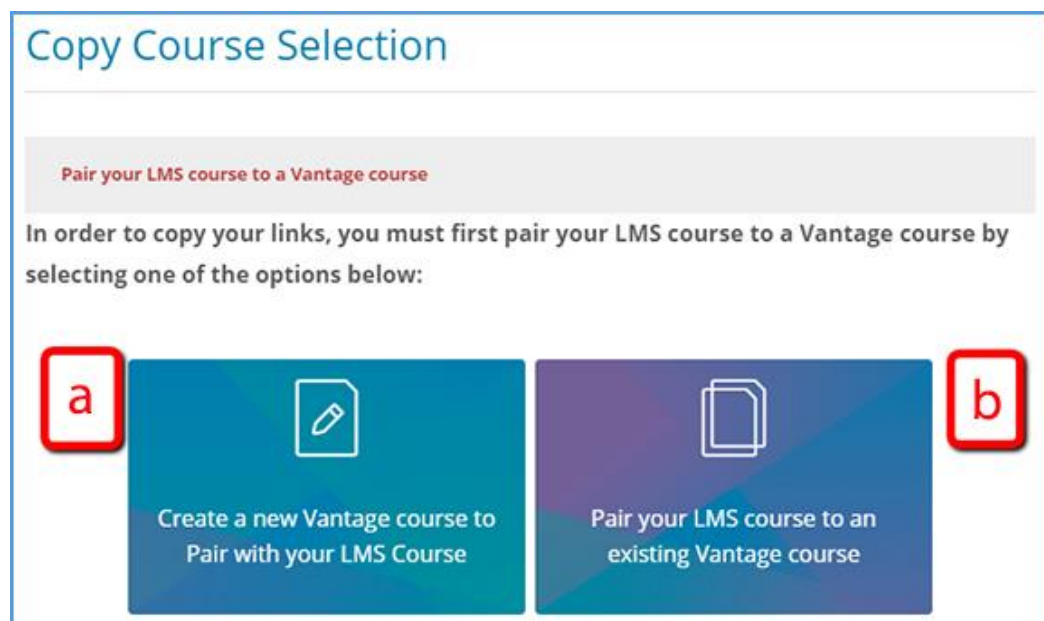 Copy Course Selection
Pair your LMS course to a Vantage course
In order to copy your links, you must first pair your LMS course to a Vantage course by
selecting one of the options below:
a
b
Create a new Vantage course to
Pair with your LMS Course
Pair your LMS course to an
existing Vantage course